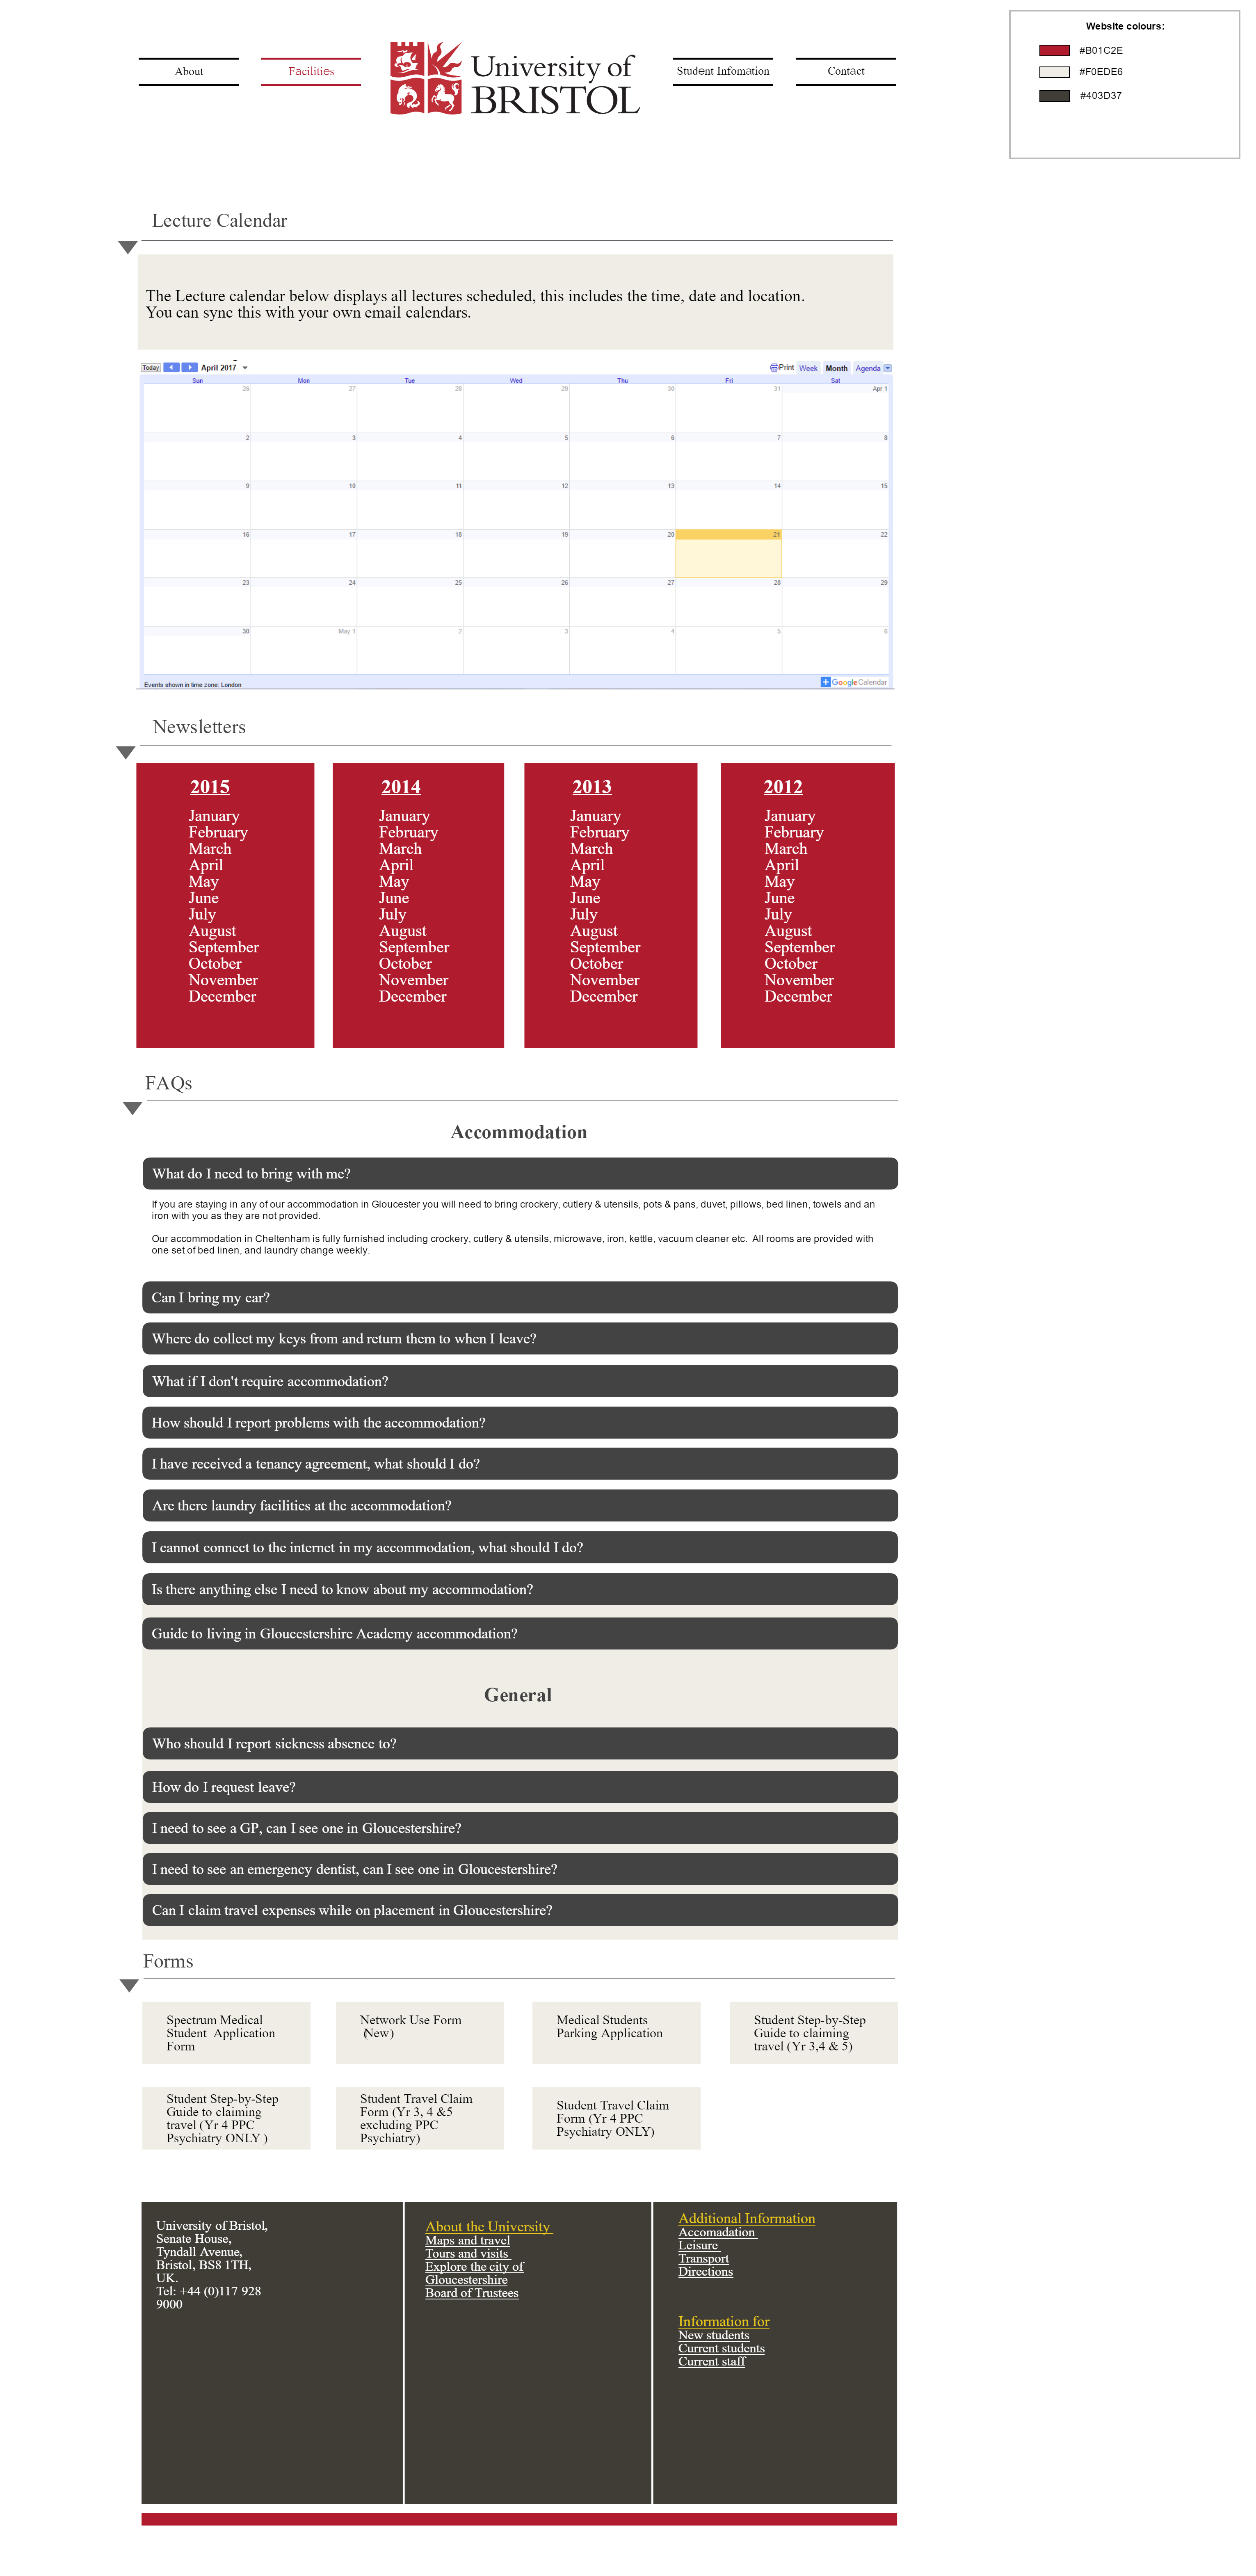 Website colours:
#B01C2E
#F0EDE6
#403D37
About
Facilities
University of
BRISTOL
Student Infomation
Contact
Lecture Calendar
The Lecture calendar below displays all lectures scheduled, this includes the time, date and location.
You can sync this with your own email calendars.
Today April 2017 Print Week Month Agenda
Sun Mon Tue Wed Thu Fri Sat
26 27 28 29 30 31 Apr 1
2 3 4 5 6 7 8
9 10 11 12 13 14 15
16 17 18 19 20 21 22
23 24 25 26 27 28 29
30 May 1 2 3 4 5 6
Events shown in time zone: London
Google Calendar
Newsletters
2015
January
February
March
April
May
June
July
August
September
October
November
December
2014
January
February
March
April
May
June
July
August
September
October
November
December
2013
January
February
March
April
May
June
July
August
September
October
November
December
2012
January
February
March
April
May
June
July
August
September
October
November
December
FAQs
Accommodation
What do I need to bring with me?
If you are staying in any of our accommodation in Gloucester you will need to bring crockery, cutlery & utensils, pots & pans, duvet, pillows, bed linen, towels and an
iron with you as they are not provided.
Our accommodation in Cheltenham is fully furnished including crockery, cutlery & utensils, microwave, iron, kettle, vacuum cleaner etc. All rooms are provided with
one set of bed linen, and laundry change weekly.
Can I bring my car?
Where do collect my keys from and return them to when I leave?
What if I don't require accommodation?
How should I report problems with the accommodation?
I have received a tenancy agreement, what should I do?
Are there laundry facilities at the accommodation?
I cannot connect to the internet in my accommodation, what should I do?
Is there anything else I need to know about my accommodation?
Guide to living in Gloucestershire Academy accommodation?
General
Who should I report sickness absence to?
How do I request leave?
I need to see a GP, can I see one in Gloucestershire?
I need to see an emergency dentist, can I see one in Gloucestershire?
Can I claim travel expenses while on placement in Gloucestershire?
Forms
Spectrum Medical
Student Application
Form
Network Use Form
(New)
Medical Students
Parking Application
Student Step-by-Step
Guide to claiming
travel (Yr 3,4 & 5)
Student Step-by-Step
Guide to claiming
travel (Yr 4 PPC
Psychiatry ONLY )
Student Travel Claim
Form (Yr 3, 4 &5
excluding PPC
Psychiatry)
Student Travel Claim
Form (Yr 4 PPC
Psychiatry ONLY)
University of Bristol,
Senate House,
Tyndall Avenue,
Bristol, BS8 1TH,
UK.
Tel: +44 (0)117 928
9000
About the University
Maps and travel
Tours and visits
Explore the city of
Gloucestershire
Board of Trustees
Additional Information
Accomadation
Leisure
Transport
Directions
Information for
New students
Current students
Current staff